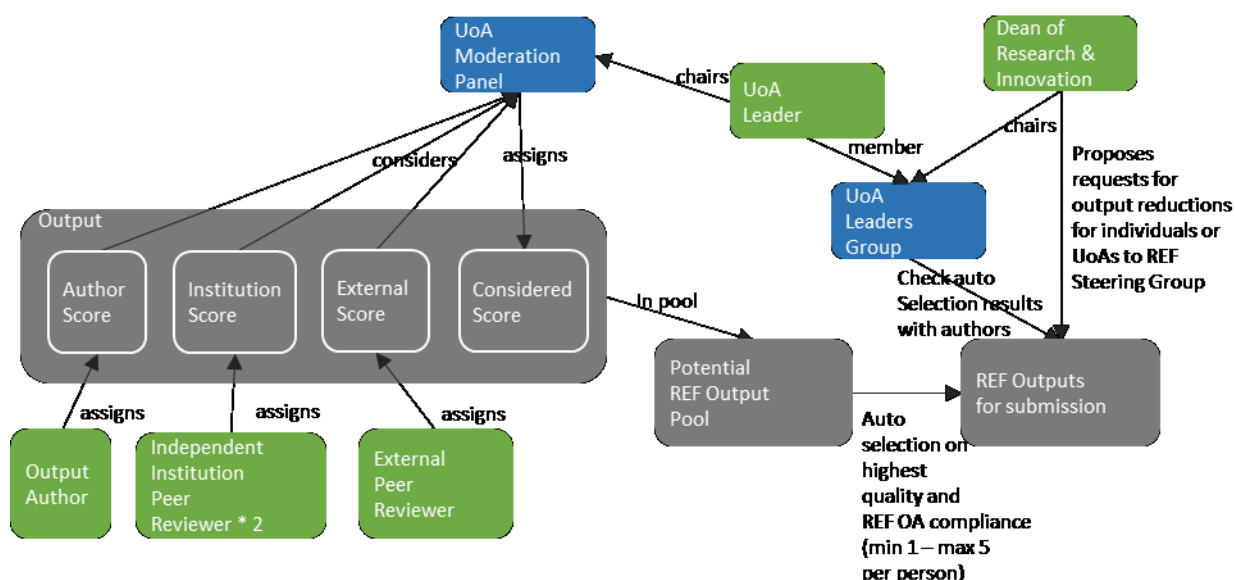 UoA
Moderation
Panel
chairs
UoA
Leader
Dean of
Research &
Innovation
considers
assigns
member
chairs
Proposes
requests for
output reductions
for individuals or
UoAs to REF
Steering Group
UoA
Leaders
Group
Output
Author
Score
Institution
Score
External
Score
Considered
Score
In pool
Check auto
Selection results
with authors
Potential
REF Output
Pool
REF Outputs
for submission
assigns
assigns
assigns
Output
Author
Independent
Institution
Peer
Reviewer * 2
External
Peer
Reviewer
Auto
selection on
highest
quality and
REF OA compliance
(min 1 – max 5
per person)